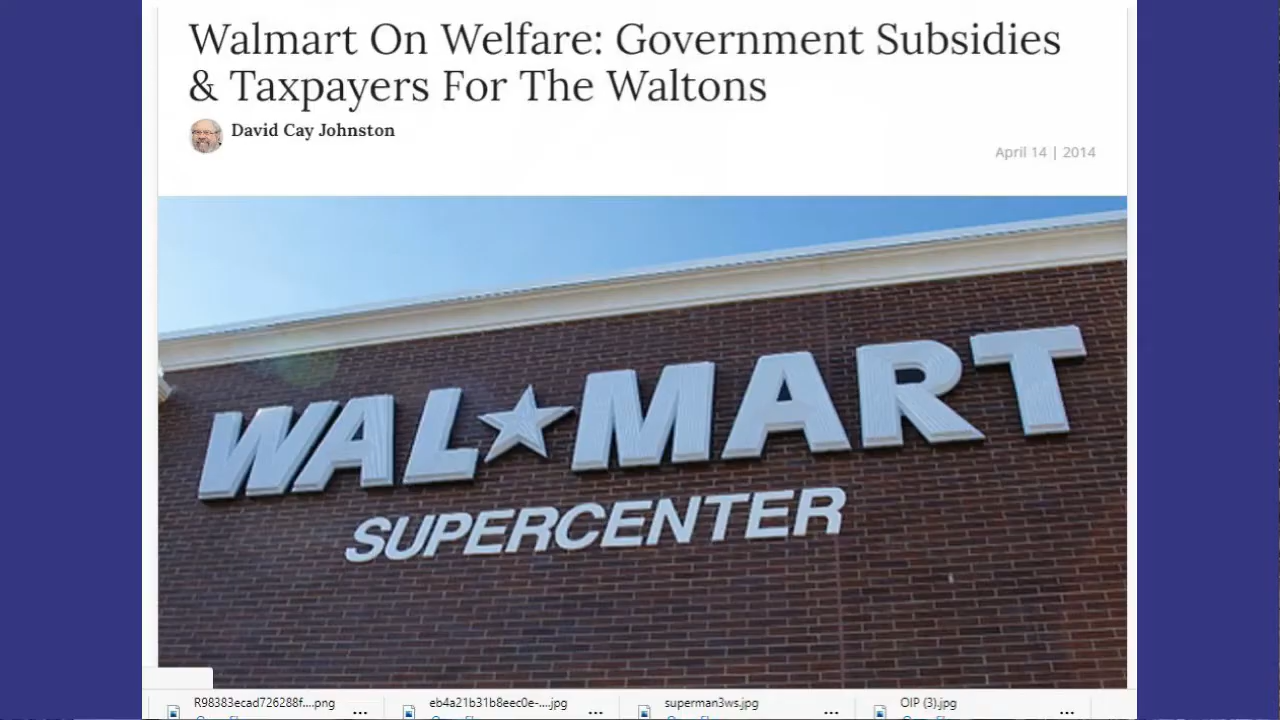 Walmart On Welfare: Government Subsidies
& Taxpayers For The Waltons
David Cay Johnston
April 14 | 2014
WAL★MART
SUPERCENTER
R98383ecad726288f....png
eb4a21b31b8eec0e-....jpg
superman3ws.jpg
OIP (3).jpg